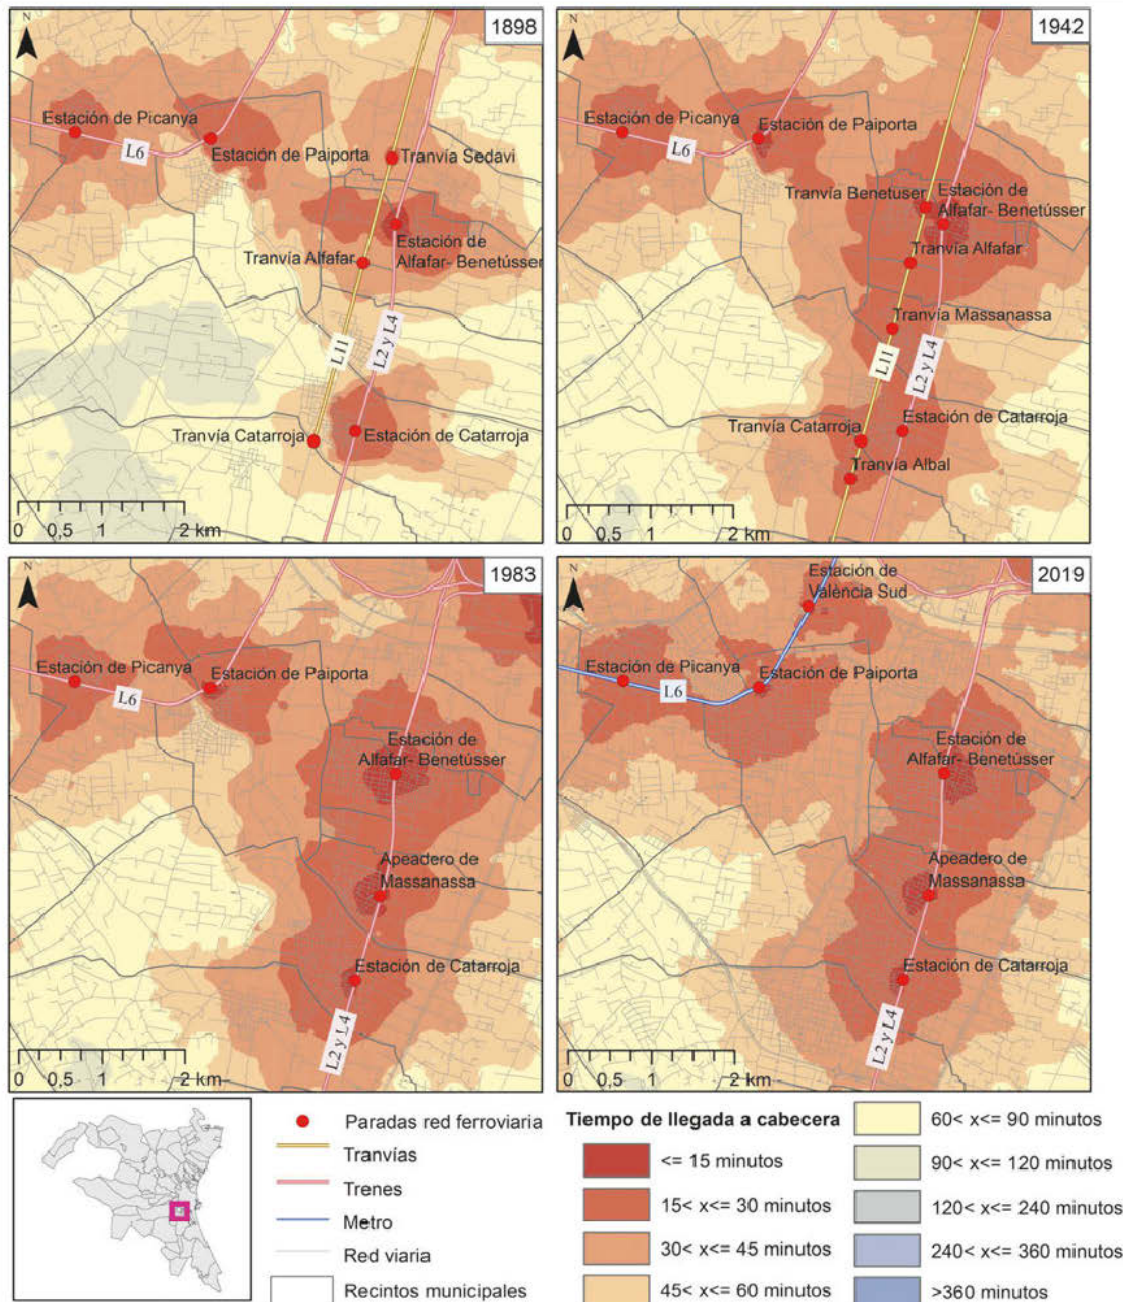 N
1898
Estación de Picanya
L6
Estación de Paiporta
Tranvía Sedavi
Estación de
Alfafar- Benetússer
Tranvía Alfafar
L11
L2 y L4
Tranvía Catarroja
Estación de Catarroja
0 0,5 1 2 km
N
1942
Estación de Picanya
L6
Estación de Paiporta
Tranvía Benetuser
Estación de
Alfafar- Benetússer
Tranvía Alfafar
Tranvía Massanassa
L11
L2 y L4
Tranvía Catarroja
Estación de Catarroja
Tranvía Albal
0 0,5 1 2 km
N
1983
Estación de Picanya
L6
Estación de Paiporta
Estación de
Alfafar- Benetússer
Apeadero de
Massanassa
Estación de Catarroja
L2 y L4
0 0,5 1 2 km
N
2019
Estación de
València Sud
Estación de Picanya
L6
Estación de Paiporta
Estación de
Alfafar- Benetússer
Apeadero de
Massanassa
Estación de Catarroja
L2 y L4
0 0,5 1 2 km
Paradas red ferroviaria
Tranvías
Trenes
Metro
Red viaria
Recintos municipales
Tiempo de llegada a cabecera
<= 15 minutos
15< x<= 30 minutos
30< x<= 45 minutos
45< x<= 60 minutos
60< x<= 90 minutos
90< x<= 120 minutos
120< x<= 240 minutos
240< x<= 360 minutos
>360 minutos